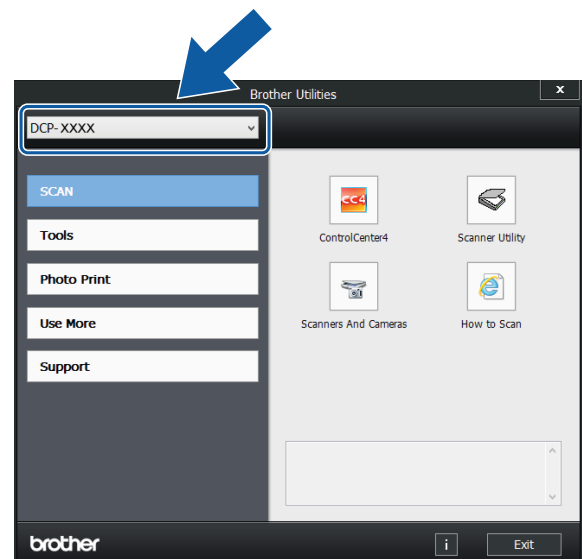 Brother Utilities
x
DCP-XXXX
SCAN
Tools
Photo Print
Use More
Support
CC4
ControlCenter4
Scanner Utility
Scanners And Cameras
How to Scan
brother
i
Exit